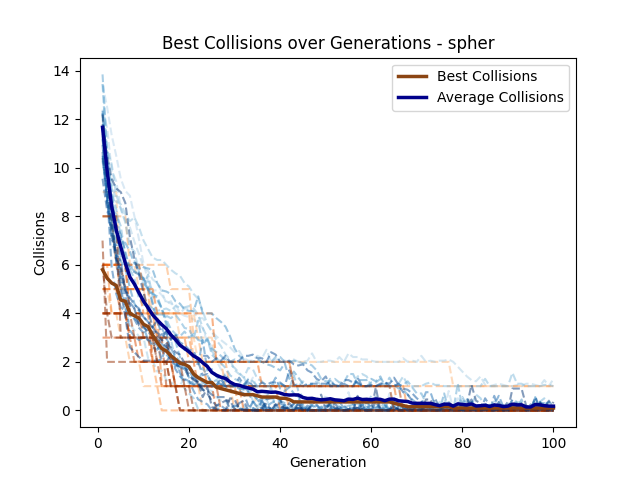 Best Collisions over Generations - spher
Best Collisions
Average Collisions
Collisions
14
12
10
8
6
4
2
0
0 20 40 60 80 100
Generation